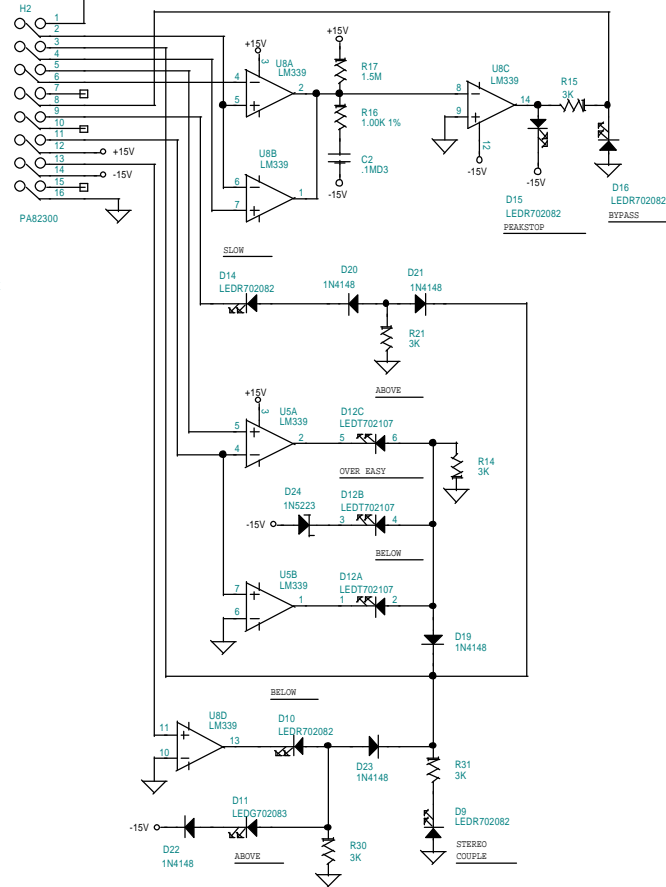 H2
1
2
3
4
5
6
7
8
9
10
11
12
+15V
13
14
-15V
15
16
PA82300
+15V
3
U8A
LM339
4
5
2
U8B
LM339
6
7
1
+15V
R17
1.5M
R16
1.00K 1%
C2
.1MD3
-15V
U8C
LM339
8
9
14
12
-15V
R15
3K
D15
LEDR702082
-15V
PEAKSTOP
D16
LEDR702082
BYPASS
SLOW
D14
LEDR702082
D20
1N4148
D21
1N4148
R21
3K
ABOVE
+15V
3
U5A
LM339
5
4
2
D12C
LEDT702107
5
6
R14
3K
OVER EASY
D24
1N5223
-15V
D12B
LEDT702107
3
4
BELOW
U5B
LM339
7
6
1
D12A
LEDT702107
1
2
D19
1N4148
BELOW
U8D
LM339
11
10
13
D10
LEDR702082
D23
1N4148
R31
3K
D11
LEDG702083
-15V
D22
1N4148
ABOVE
R30
3K
D9
LEDR702082
STEREO
COUPLE